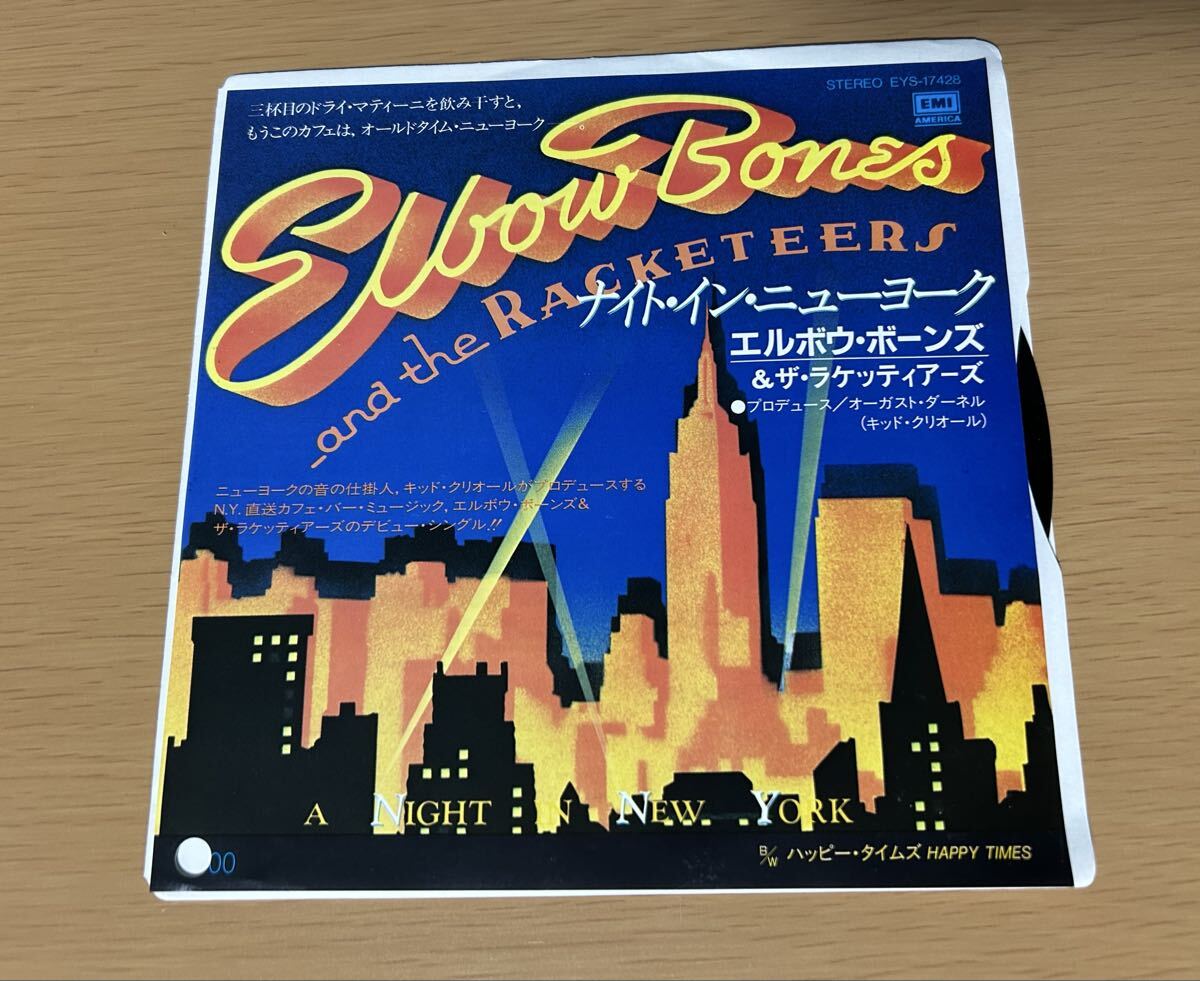 STEREO EYS-17428
EMI
AMERICA
三杯目のドライ・マティーニを飲み干すと,
もうこのカフェは, オールドタイム・ニューヨーク——。
Elbow Bones
and the RACKETEERS
ナイト・イン・ニューヨーク
エルボウ・ボーンズ
&ザ・ラケッティアーズ
●プロデュース/オーガスト・ダーネル
(キッド・クリオール)
ニューヨークの音の仕掛人, キッド・クリオールがプロデュースする
N.Y. 直送カフェ・バー・ミュージック, エルボウ・ボーンズ&
ザ・ラケッティアーズのデビュー・シングル!!
A NIGHT IN NEW YORK
B/W ハッピー・タイムズ HAPPY TIMES
00